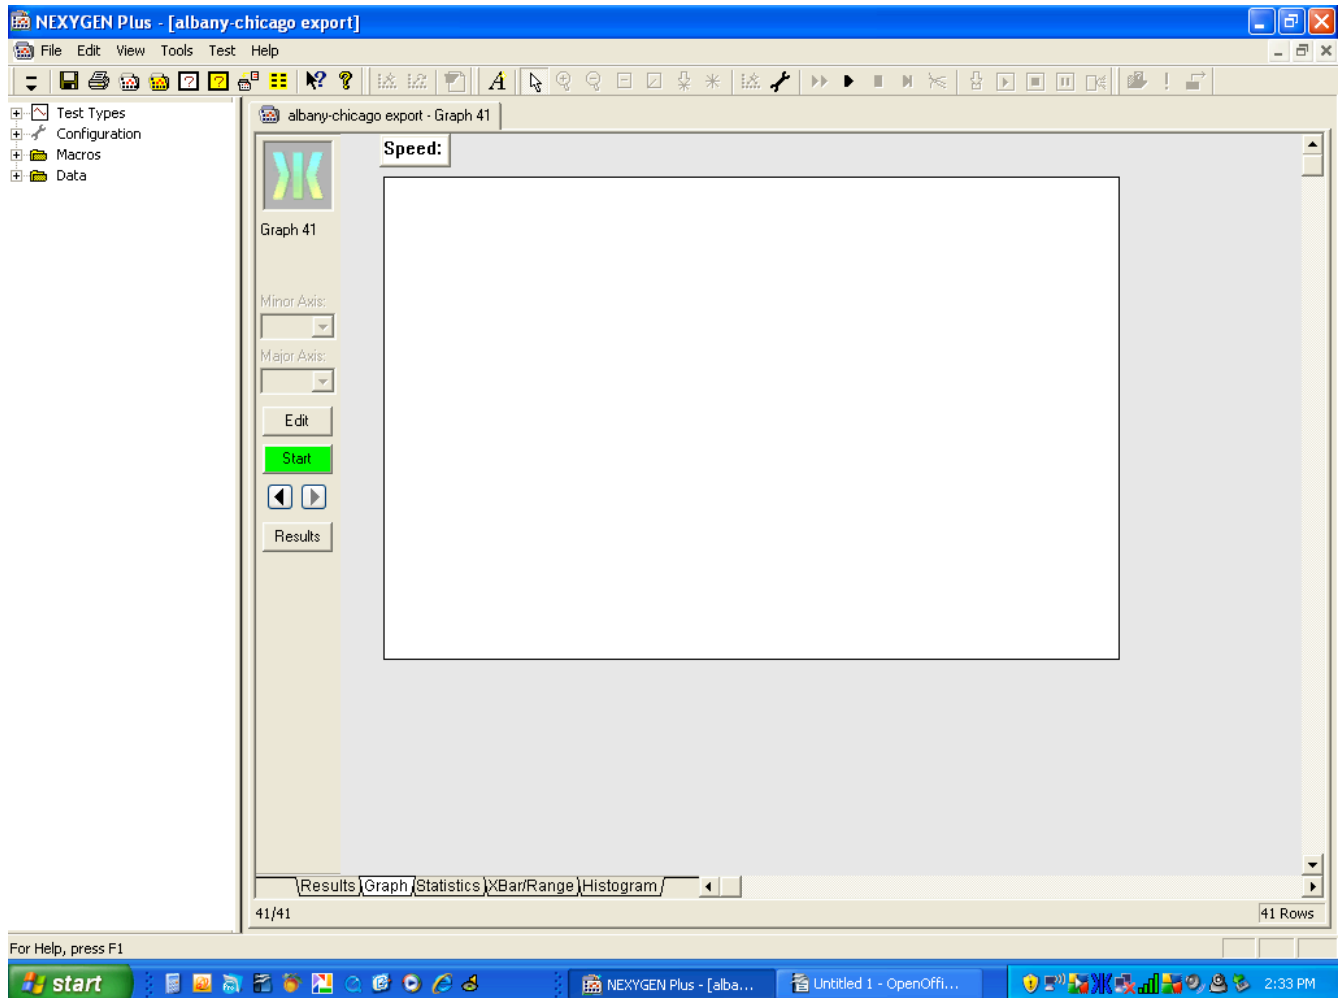 NEXYGEN Plus - [albany-chicago export]
File Edit View Tools Test Help
Test Types
Configuration
Macros
Data
albany-chicago export - Graph 41
Speed:
Graph 41
Minor Axis:
Major Axis:
Edit
Start
Results
Results Graph Statistics XBar/Range Histogram
41/41
41 Rows
For Help, press F1
start
NEXYGEN Plus - [alba...
Untitled 1 - OpenOffi...
2:33 PM